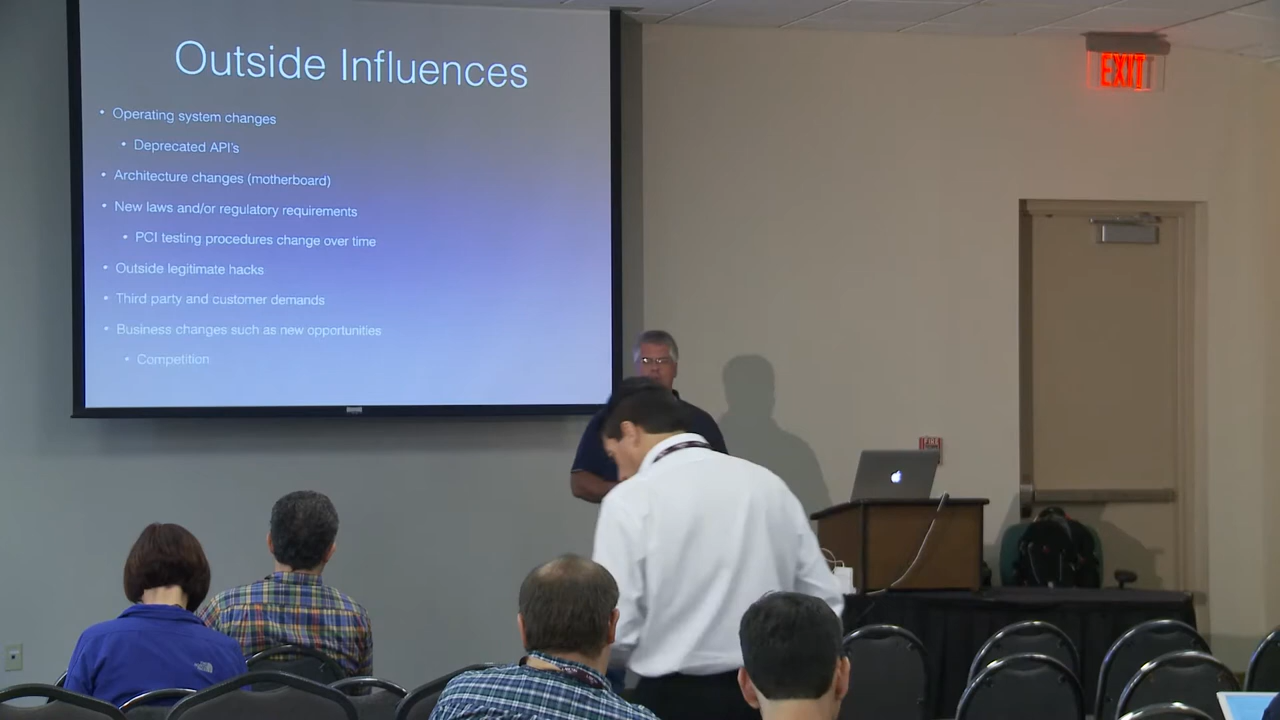 Outside Influences
• Operating system changes
• Deprecated API's
• Architecture changes (motherboard)
• New laws and/or regulatory requirements
• PCI testing procedures change over time
• Outside legitimate hacks
• Third party and customer demands
• Business changes such as new opportunities
• Competition
EXIT
FIRE